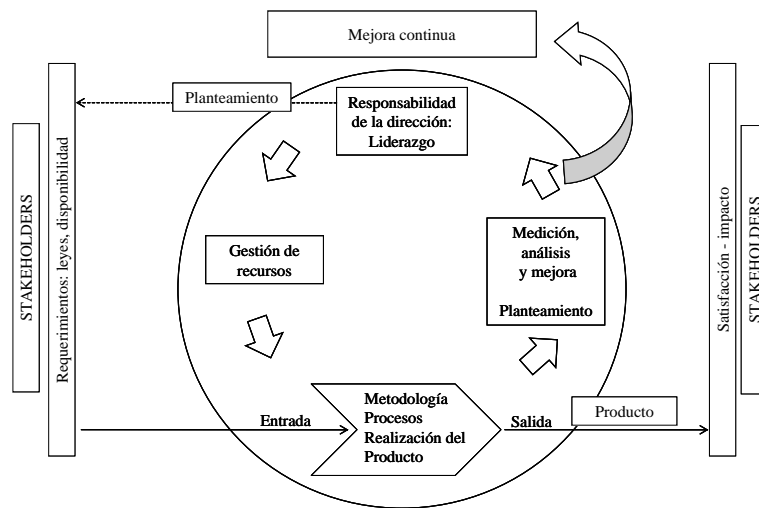 Mejora continua
Planteamiento
Responsabilidad
de la dirección:
Liderazgo
STAKEHOLDERS
Requerimientos: leyes, disponibilidad
Gestión de
recursos
Medición,
análisis
y mejora
Planteamiento
Satisfacción - impacto
STAKEHOLDERS
Entrada
Metodología
Procesos
Realización del
Producto
Salida
Producto